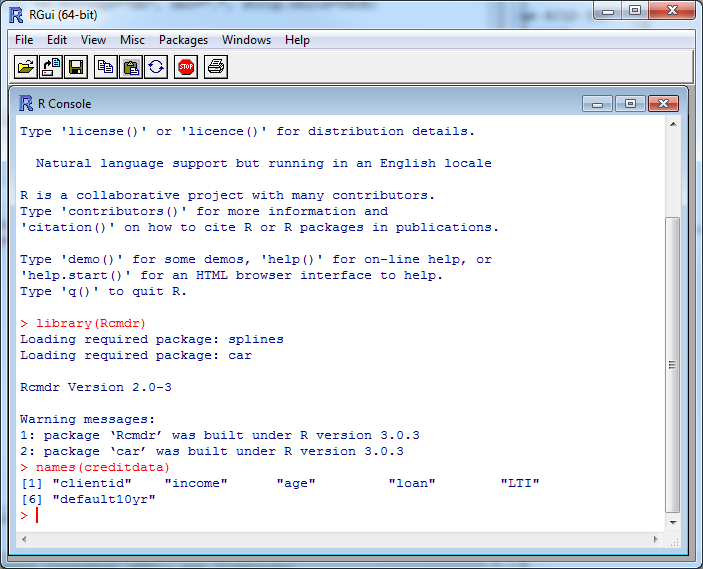 RGui (64-bit)
File Edit View Misc Packages Windows Help
STOP
R Console
Type 'license()' or 'licence()' for distribution details.
Natural language support but running in an English locale
R is a collaborative project with many contributors.
Type 'contributors()' for more information and
'citation()' on how to cite R or R packages in publications.
Type 'demo()' for some demos, 'help()' for on-line help, or
'help.start()' for an HTML browser interface to help.
Type 'q()' to quit R.
> library(Rcmdr)
Loading required package: splines
Loading required package: car
Rcmdr Version 2.0-3
Warning messages:
1: package ‘Rcmdr’ was built under R version 3.0.3
2: package ‘car’ was built under R version 3.0.3
> names(creditdata)
[1] "clientid" "income" "age" "loan" "LTI"
[6] "default10yr"
>